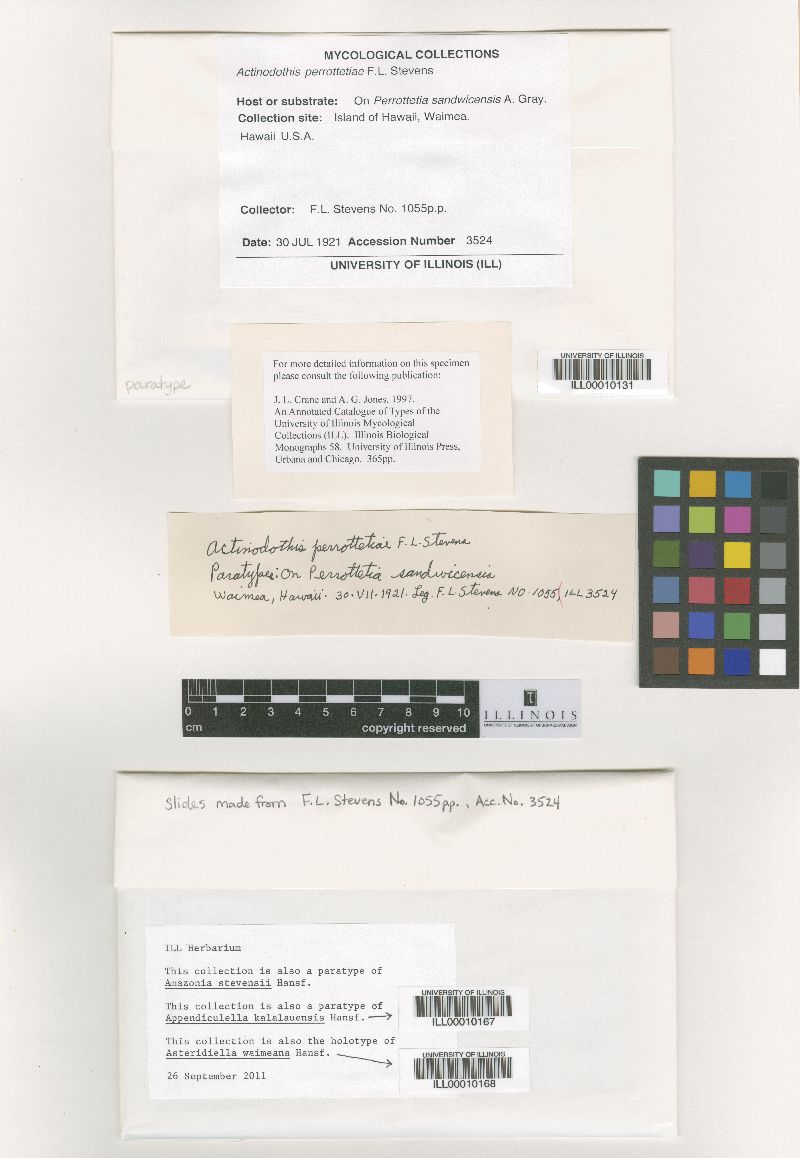 MYCOLOGICAL COLLECTIONS
Actinodothis perrottetiae F.L. Stevens
Host or substrate: On Perrottetia sandwicensis A. Gray.
Collection site: Island of Hawaii, Waimea.
Hawaii U.S.A.
Collector: F.L. Stevens No. 1055p.p.
Date: 30 JUL 1921 Accession Number 3524
UNIVERSITY OF ILLINOIS (ILL)
paratype
UNIVERSITY OF ILLINOIS
ILL00010131
For more detailed information on this specimen
please consult the following publication:
J. L. Crane and A. G. Jones, 1997.
An Annotated Catalogue of Types of the
University of Illinois Mycological
Collections (ILL). Illinois Biological
Monographs 58. University of Illinois Press,
Urbana and Chicago. 365pp.
Actinodothis perrottetiae F.L. Stevens
Paratype: On Perrottetia sandwicensis
Waimea, Hawaii. 30.VII.1921. Leg. F.L. Stevens NO. 1055 ILL 3524
0 1 2 3 4 5 6 7 8 9 10
cm copyright reserved
I
ILLINOIS
UNIVERSITY OF ILLINOIS AT URBANA-CHAMPAIGN
Slides made from F.L. Stevens No. 1055pp., Acc. No. 3524
ILL Herbarium
This collection is also a paratype of
Amazonia stevensii Hansf.
This collection is also a paratype of
Appendiculella kalalauensis Hansf.
UNIVERSITY OF ILLINOIS
ILL00010167
This collection is also the holotype of
Asteridiella waimeana Hansf.
UNIVERSITY OF ILLINOIS
ILL00010168
26 September 2011